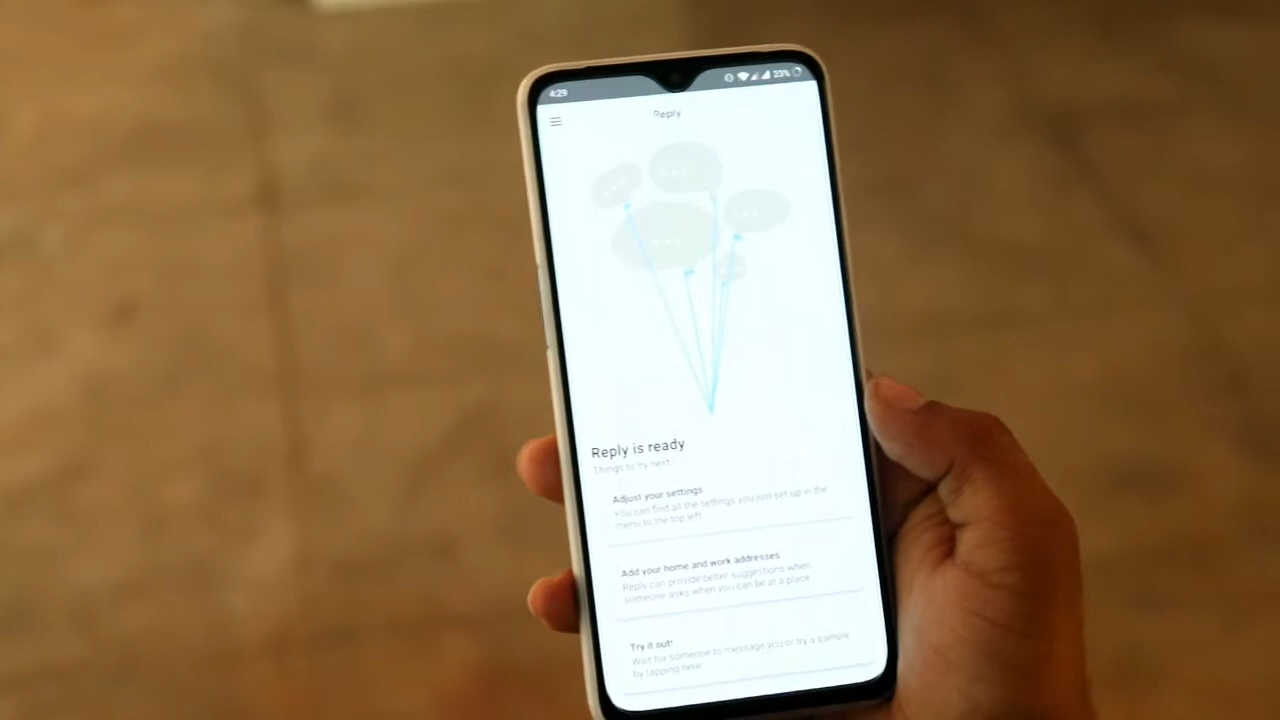 4:29
23%
Reply
Reply is ready
Things to try next
Adjust your settings
You can find all the settings you just set up in the
menu to the top left
Add your home and work addresses
Reply can provide better suggestions when
someone asks when you can be at a place
Try it out!
Wait for someone to message you or try a sample
by tapping here